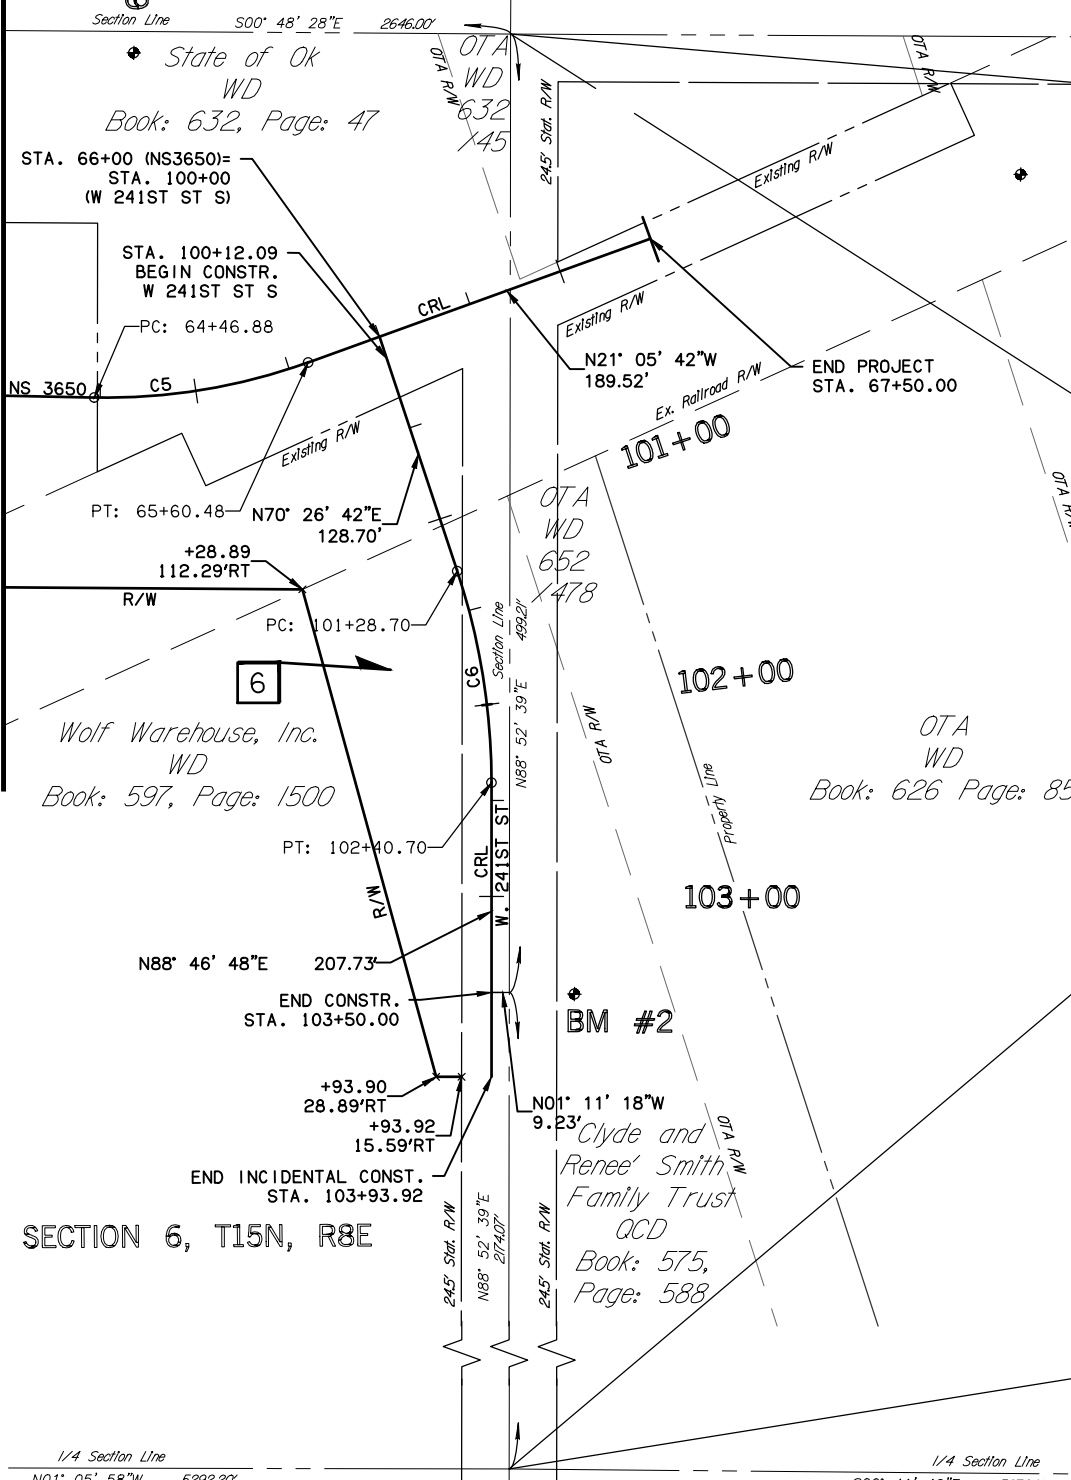 Section Line
S00° 48' 28"E
2646.00'
State of Ok
WD
Book: 632, Page: 47
OTA R/W
OTA
WD
632
/45
24.5' Stat. R/W
OTA R/W
Existing R/W
STA. 66+00 (NS3650)=
STA. 100+00
(W 241ST ST S)
STA. 100+12.09
BEGIN CONSTR.
W 241ST ST S
PC: 64+46.88
CRL
Existing R/W
N21° 05' 42"W
189.52'
END PROJECT
STA. 67+50.00
NS 3650
C5
Ex. Railroad R/W
101+00
Existing R/W
PT: 65+60.48
N70° 26' 42"E
128.70'
OTA
WD
652
/478
OTA R/W
+28.89
112.29'RT
R/W
PC: 101+28.70
Section Line
N88° 52' 39"E 499.21'
C6
6
102+00
Wolf Warehouse, Inc.
WD
Book: 597, Page: 1500
OTA R/W
OTA
WD
Book: 626 Page: 85
Property Line
PT: 102+40.70
CRL
W. 241ST ST
103+00
R/W
N88° 46' 48"E 207.73'
END CONSTR.
STA. 103+50.00
BM #2
+93.90
28.89'RT
+93.92
15.59'RT
N01° 11' 18"W
9.23'
Clyde and
Renee' Smith
Family Trust
QCD
Book: 575,
Page: 588
OTA R/W
END INCIDENTAL CONST.
STA. 103+93.92
SECTION 6, T15N, R8E
24.5' Stat. R/W
N88° 52' 39"E
2174.07'
24.5' Stat. R/W
1/4 Section Line
N01° 05' 58"W
1/4 Section Line